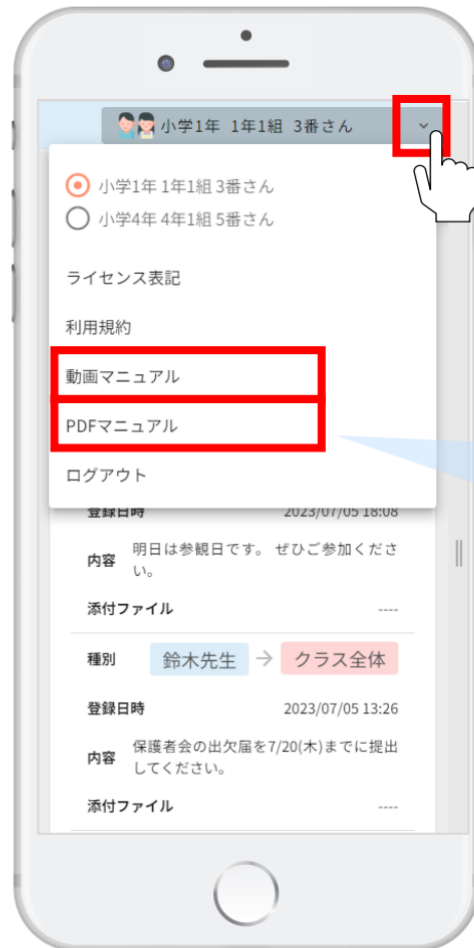 小学1年 1年1組 3番さん
小学1年 1年1組 3番さん
小学4年 4年1組 5番さん
ライセンス表記
利用規約
動画マニュアル
PDFマニュアル
ログアウト
登録日時 2023/07/05 18:08
内容 明日は参観日です。 ぜひご参加くださ
い。
添付ファイル ----
種別 鈴木先生 → クラス全体
登録日時 2023/07/05 13:26
内容 保護者会の出欠届を7/20(木)までに提出
してください。
添付ファイル ----